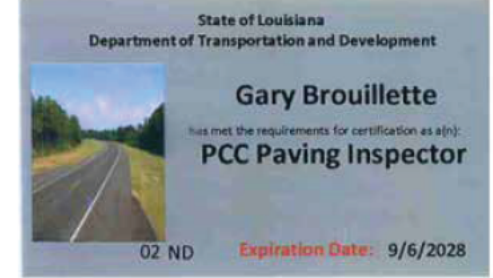 State of Louisiana
Department of Transportation and Development
Gary Brouillette
has met the requirements for certification as a(n):
PCC Paving Inspector
02 ND Expiration Date: 9/6/2028